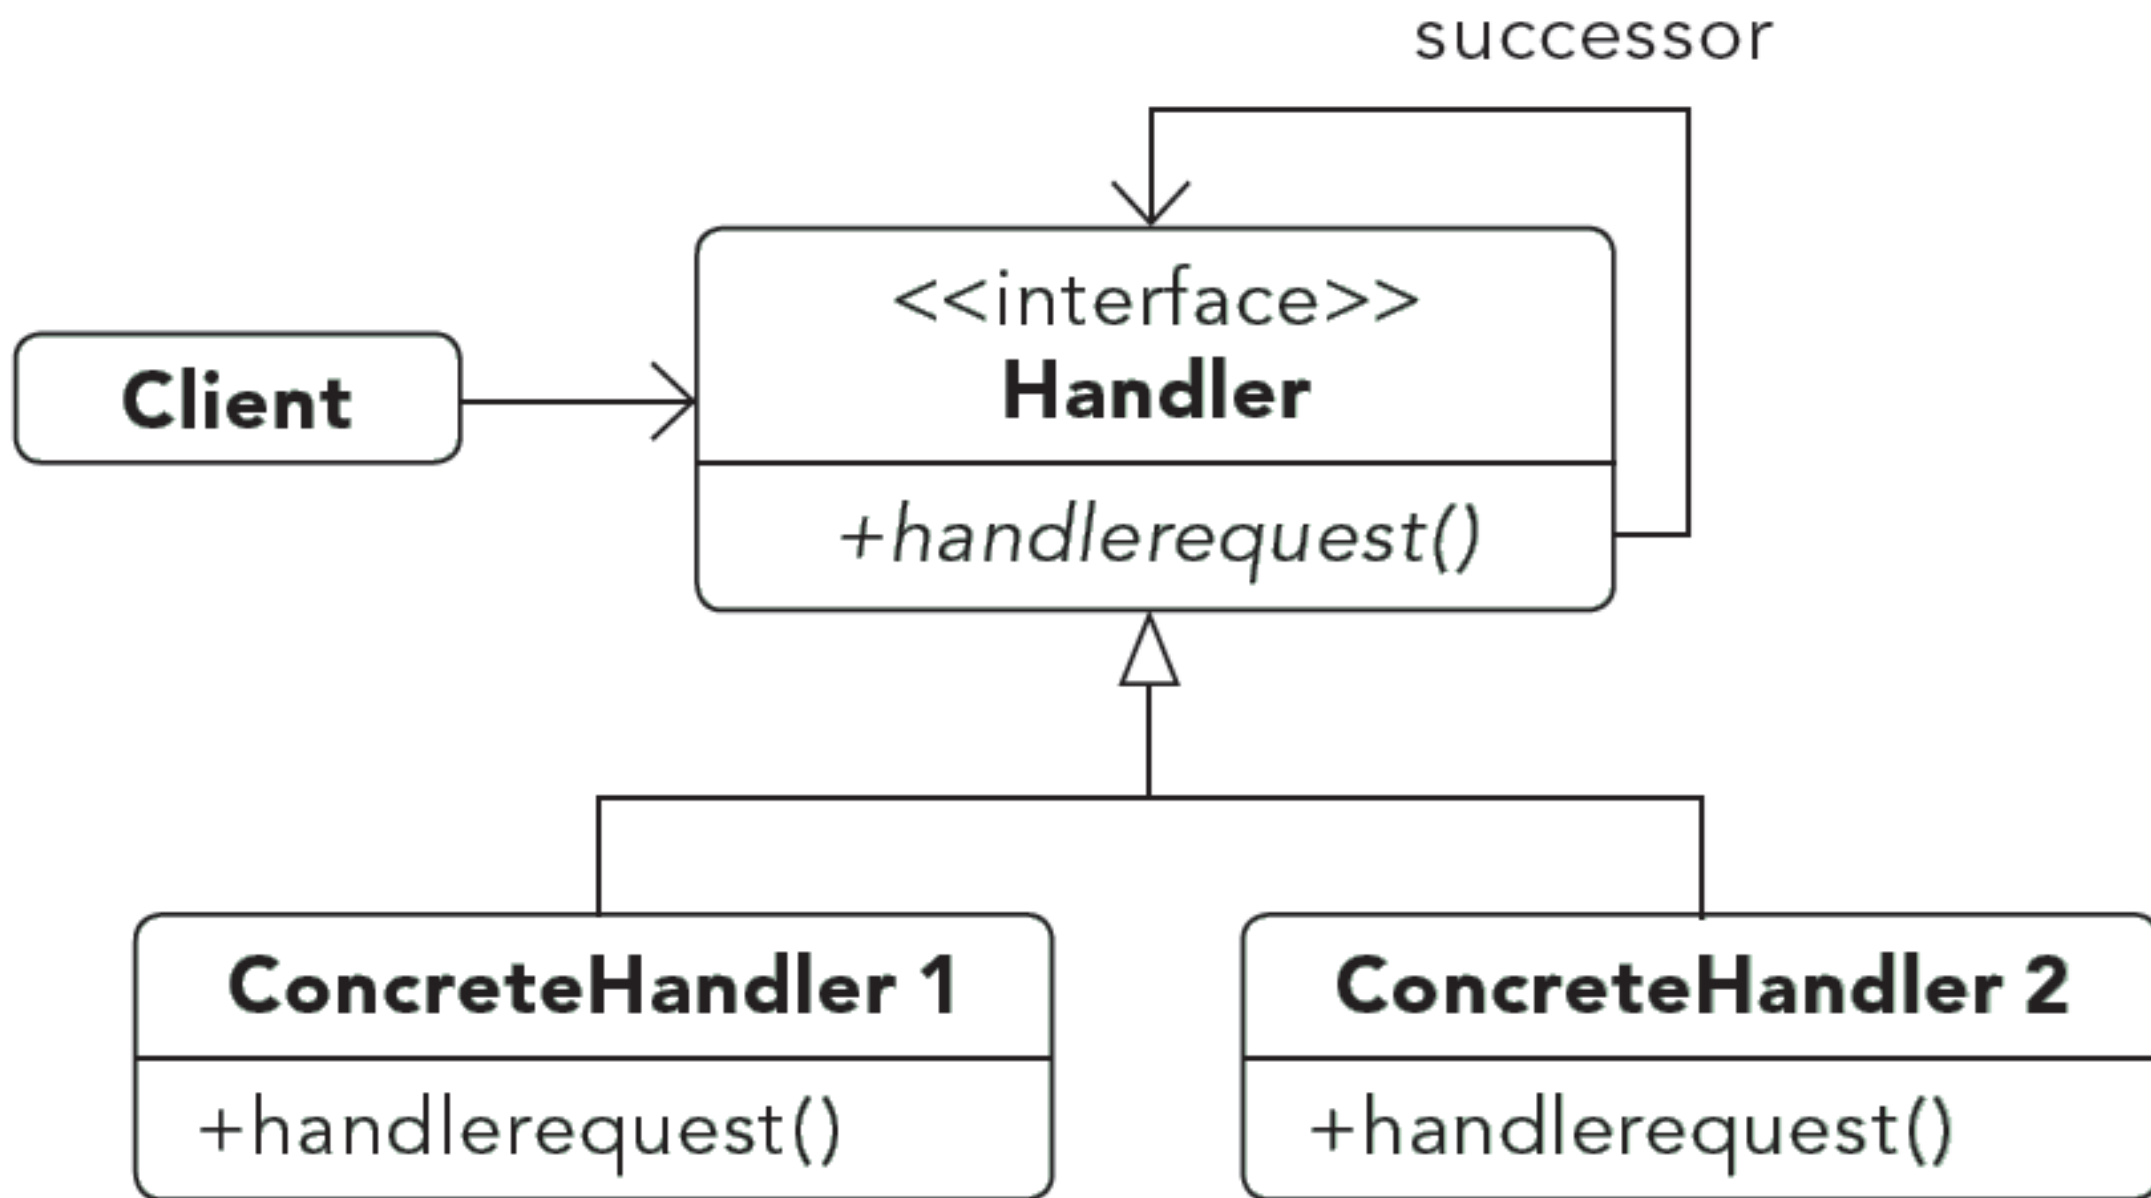 successor
<<interface>>
Handler
Client
+handlerequest()
ConcreteHandler 1
+handlerequest()
ConcreteHandler 2
+handlerequest()